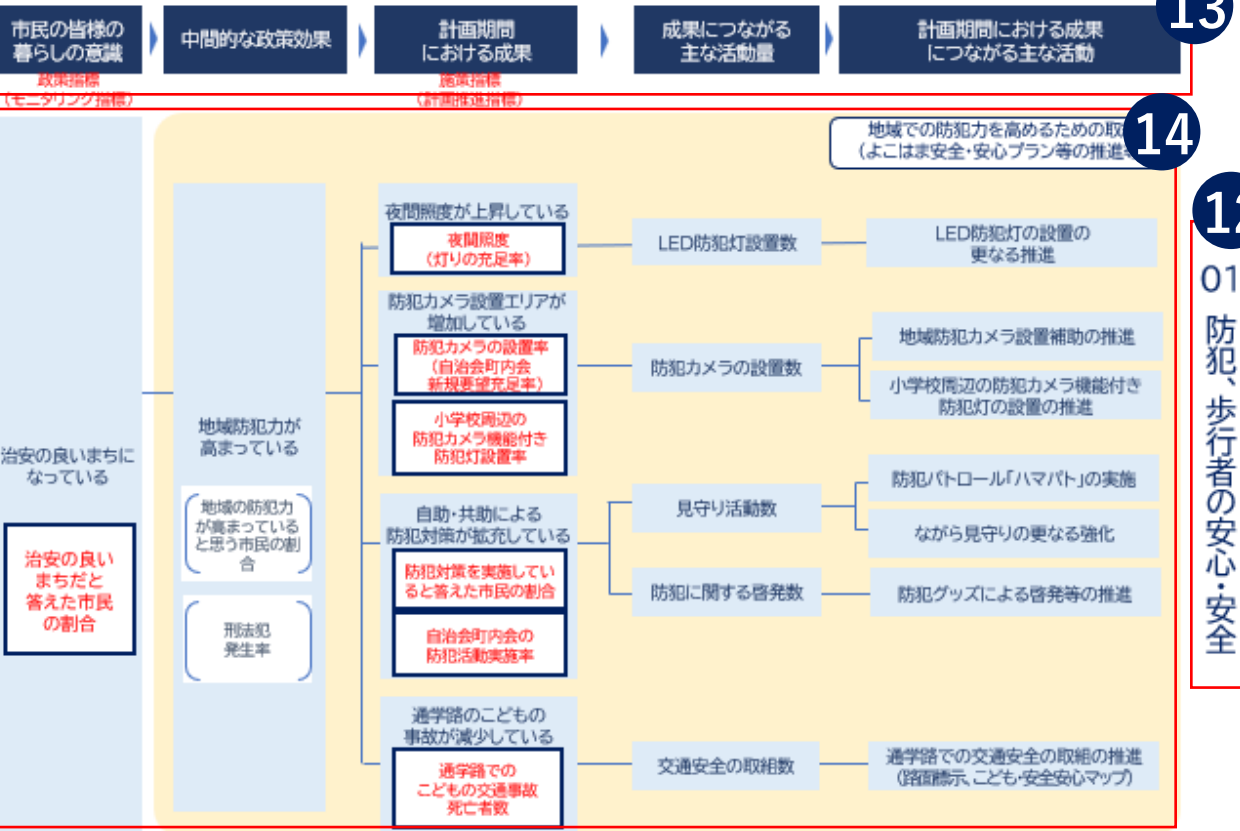 市民の皆様の
暮らしの意識
中間的な政策効果
計画期間
における成果
成果につながる
主な活動量
計画期間における成果
につながる主な活動
13
政策指標
(モニタリング指標)
施策指標
(計画推進指標)
地域での防犯力を高めるための取
(よこはま安全・安心プラン等の推進
14
治安の良いまちに
なっている
治安の良い
まちだと
答えた市民
の割合
地域防犯力が
高まっている
地域の防犯力
が高まっている
と思う市民の割
合
刑法犯
発生率
夜間照度が上昇している
夜間照度
(灯りの充足率)
LED防犯灯設置数
LED防犯灯の設置の
更なる推進
防犯カメラ設置エリアが
増加している
防犯カメラの設置率
(自治会町内会
新規要望充足率)
小学校周辺の
防犯カメラ機能付き
防犯灯設置率
防犯カメラの設置数
地域防犯カメラ設置補助の推進
小学校周辺の防犯カメラ機能付き
防犯灯の設置の推進
自助・共助による
防犯対策が拡充している
防犯対策を実施してい
ると答えた市民の割合
自治会町内会の
防犯活動実施率
見守り活動数
防犯パトロール「ハマパト」の実施
ながら見守りの更なる強化
防犯に関する啓発数
防犯グッズによる啓発等の推進
通学路のこどもの
事故が減少している
通学路での
こどもの交通事故
死亡者数
交通安全の取組数
通学路での交通安全の取組の推進
(路面標示、こども・安全安心マップ)
12
01 防犯、歩行者の安心・安全